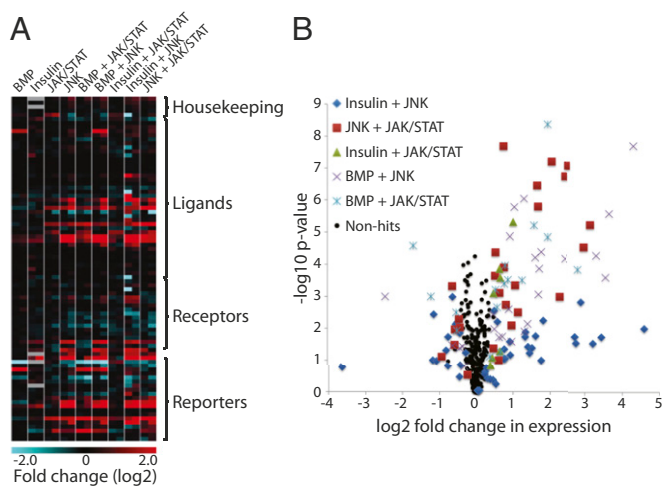 A
BMP
Insulin
JAK/STAT
JNK
BMP + JAK/STAT
BMP + JNK
Insulin + JAK/STAT
Insulin + JNK
JNK + JAK/STAT
Housekeeping
Ligands
Receptors
Reporters
-2.0 0 2.0
Fold change (log2)
B
Insulin + JNK
JNK + JAK/STAT
Insulin + JAK/STAT
BMP + JNK
BMP + JAK/STAT
Non-hits
9
8
7
6
5
4
3
2
1
0
-log10 p-value
-4 -3 -2 -1 0 1 2 3 4 5
log2 fold change in expression